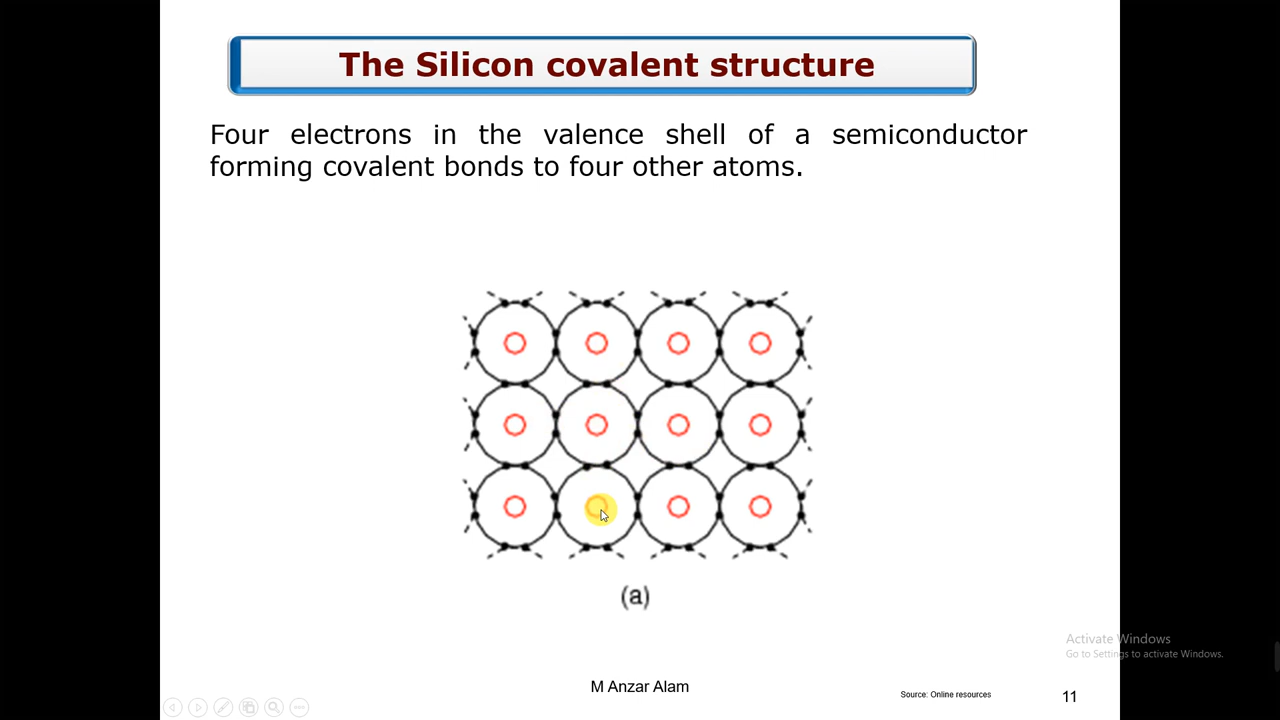 The Silicon covalent structure
Four electrons in the valence shell of a semiconductor
forming covalent bonds to four other atoms.
(a)
Activate Windows
Go to Settings to activate Windows.
M Anzar Alam
Source: Online resources
11